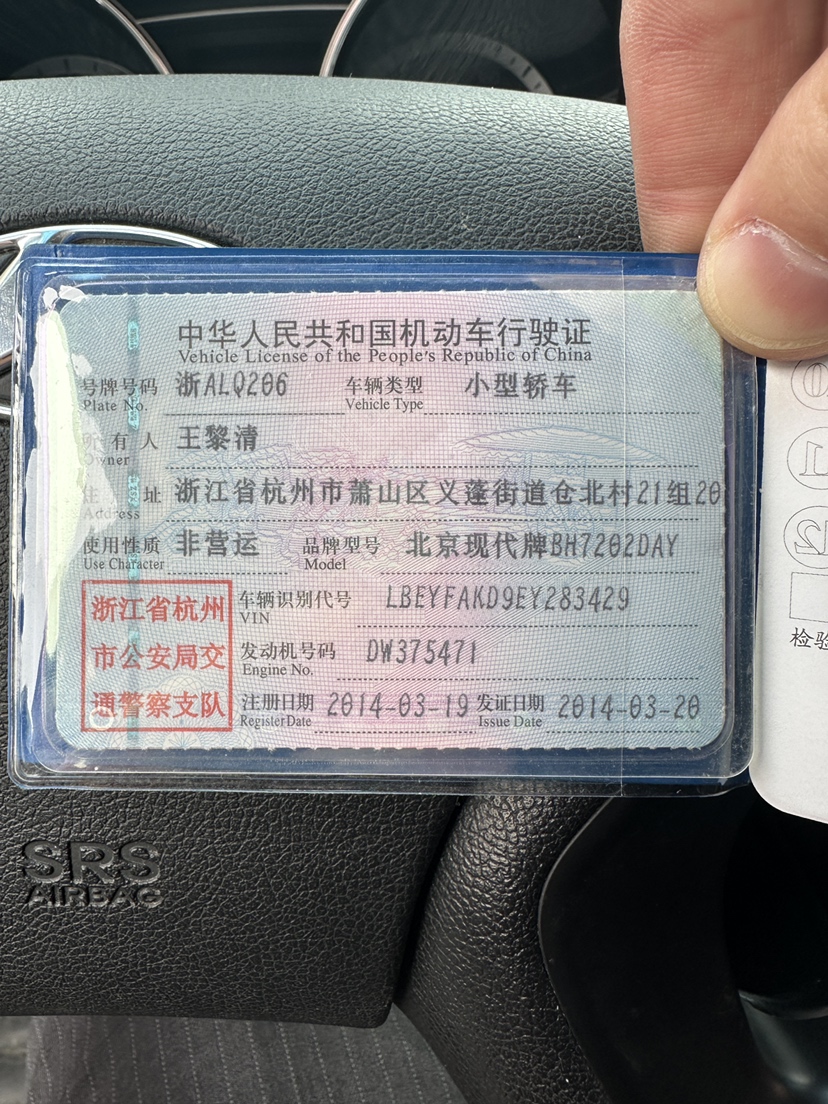 中华人民共和国机动车行驶证
Vehicle License of the People's Republic of China
号牌号码 浙ALQ206 车辆类型 小型轿车
Plate No. Vehicle Type
所有人 王黎清
Owner
住址 浙江省杭州市萧山区义蓬街道仓北村21组20
Address
使用性质 非营运 品牌型号 北京现代牌BH7202DAY
Use Character Model
浙江省杭州
市公安局交
通警察支队
车辆识别代号 LBEYFAKD9EY283429
VIN
发动机号码 DW375471
Engine No.
注册日期 2014-03-19 发证日期 2014-03-20
Register Date Issue Date
检验
SRS
AIRBAG